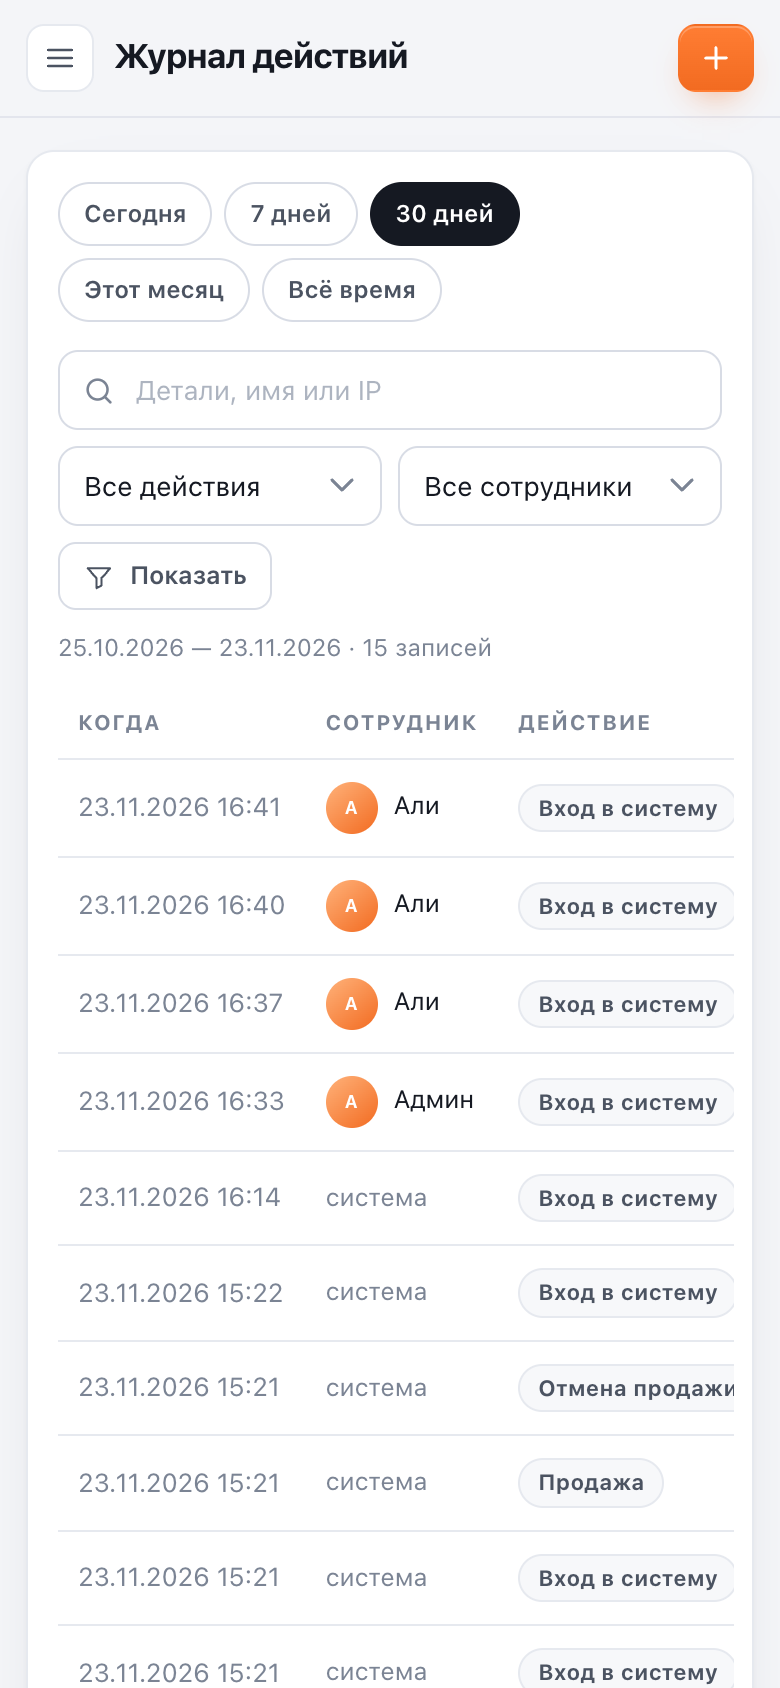 Журнал действий
Сегодня 7 дней 30 дней
Этот месяц Всё время
Детали, имя или IP
Все действия Все сотрудники
Показать
25.10.2026 — 23.11.2026 · 15 записей
КОГДА СОТРУДНИК ДЕЙСТВИЕ
23.11.2026 16:41 А Али Вход в систему
23.11.2026 16:40 А Али Вход в систему
23.11.2026 16:37 А Али Вход в систему
23.11.2026 16:33 А Админ Вход в систему
23.11.2026 16:14 система Вход в систему
23.11.2026 15:22 система Вход в систему
23.11.2026 15:21 система Отмена продажи
23.11.2026 15:21 система Продажа
23.11.2026 15:21 система Вход в систему
23.11.2026 15:21 система Вход в систему